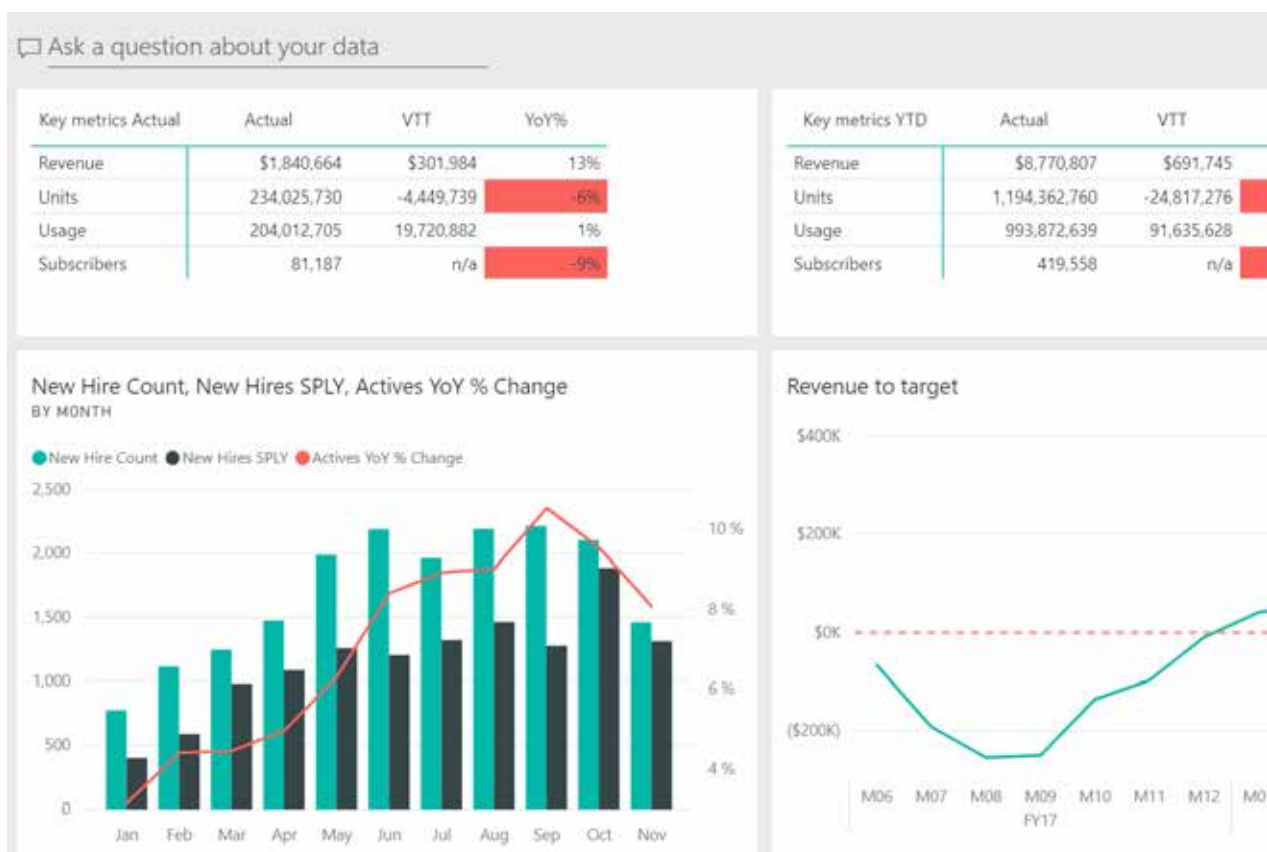 Ask a question about your data
Key metrics Actual Actual VTT YoY%
Revenue $1,840,664 $301,984 13%
Units 234,025,730 -4,449,739 -6%
Usage 204,012,705 19,720,882 1%
Subscribers 81,187 n/a -9%
Key metrics YTD Actual VTT
Revenue $8,770,807 $691,745
Units 1,194,362,760 -24,817,276
Usage 993,872,639 91,635,628
Subscribers 419,558 n/a
New Hire Count, New Hires SPLY, Actives YoY % Change
BY MONTH
New Hire Count New Hires SPLY Actives YoY % Change
2,500
2,000
1,500
1,000
500
0
10 %
8 %
6 %
4 %
Jan Feb Mar Apr May Jun Jul Aug Sep Oct Nov
Revenue to target
$400K
$200K
$0K
($200K)
M06 M07 M08 M09 M10 M11 M12 M0
FY17